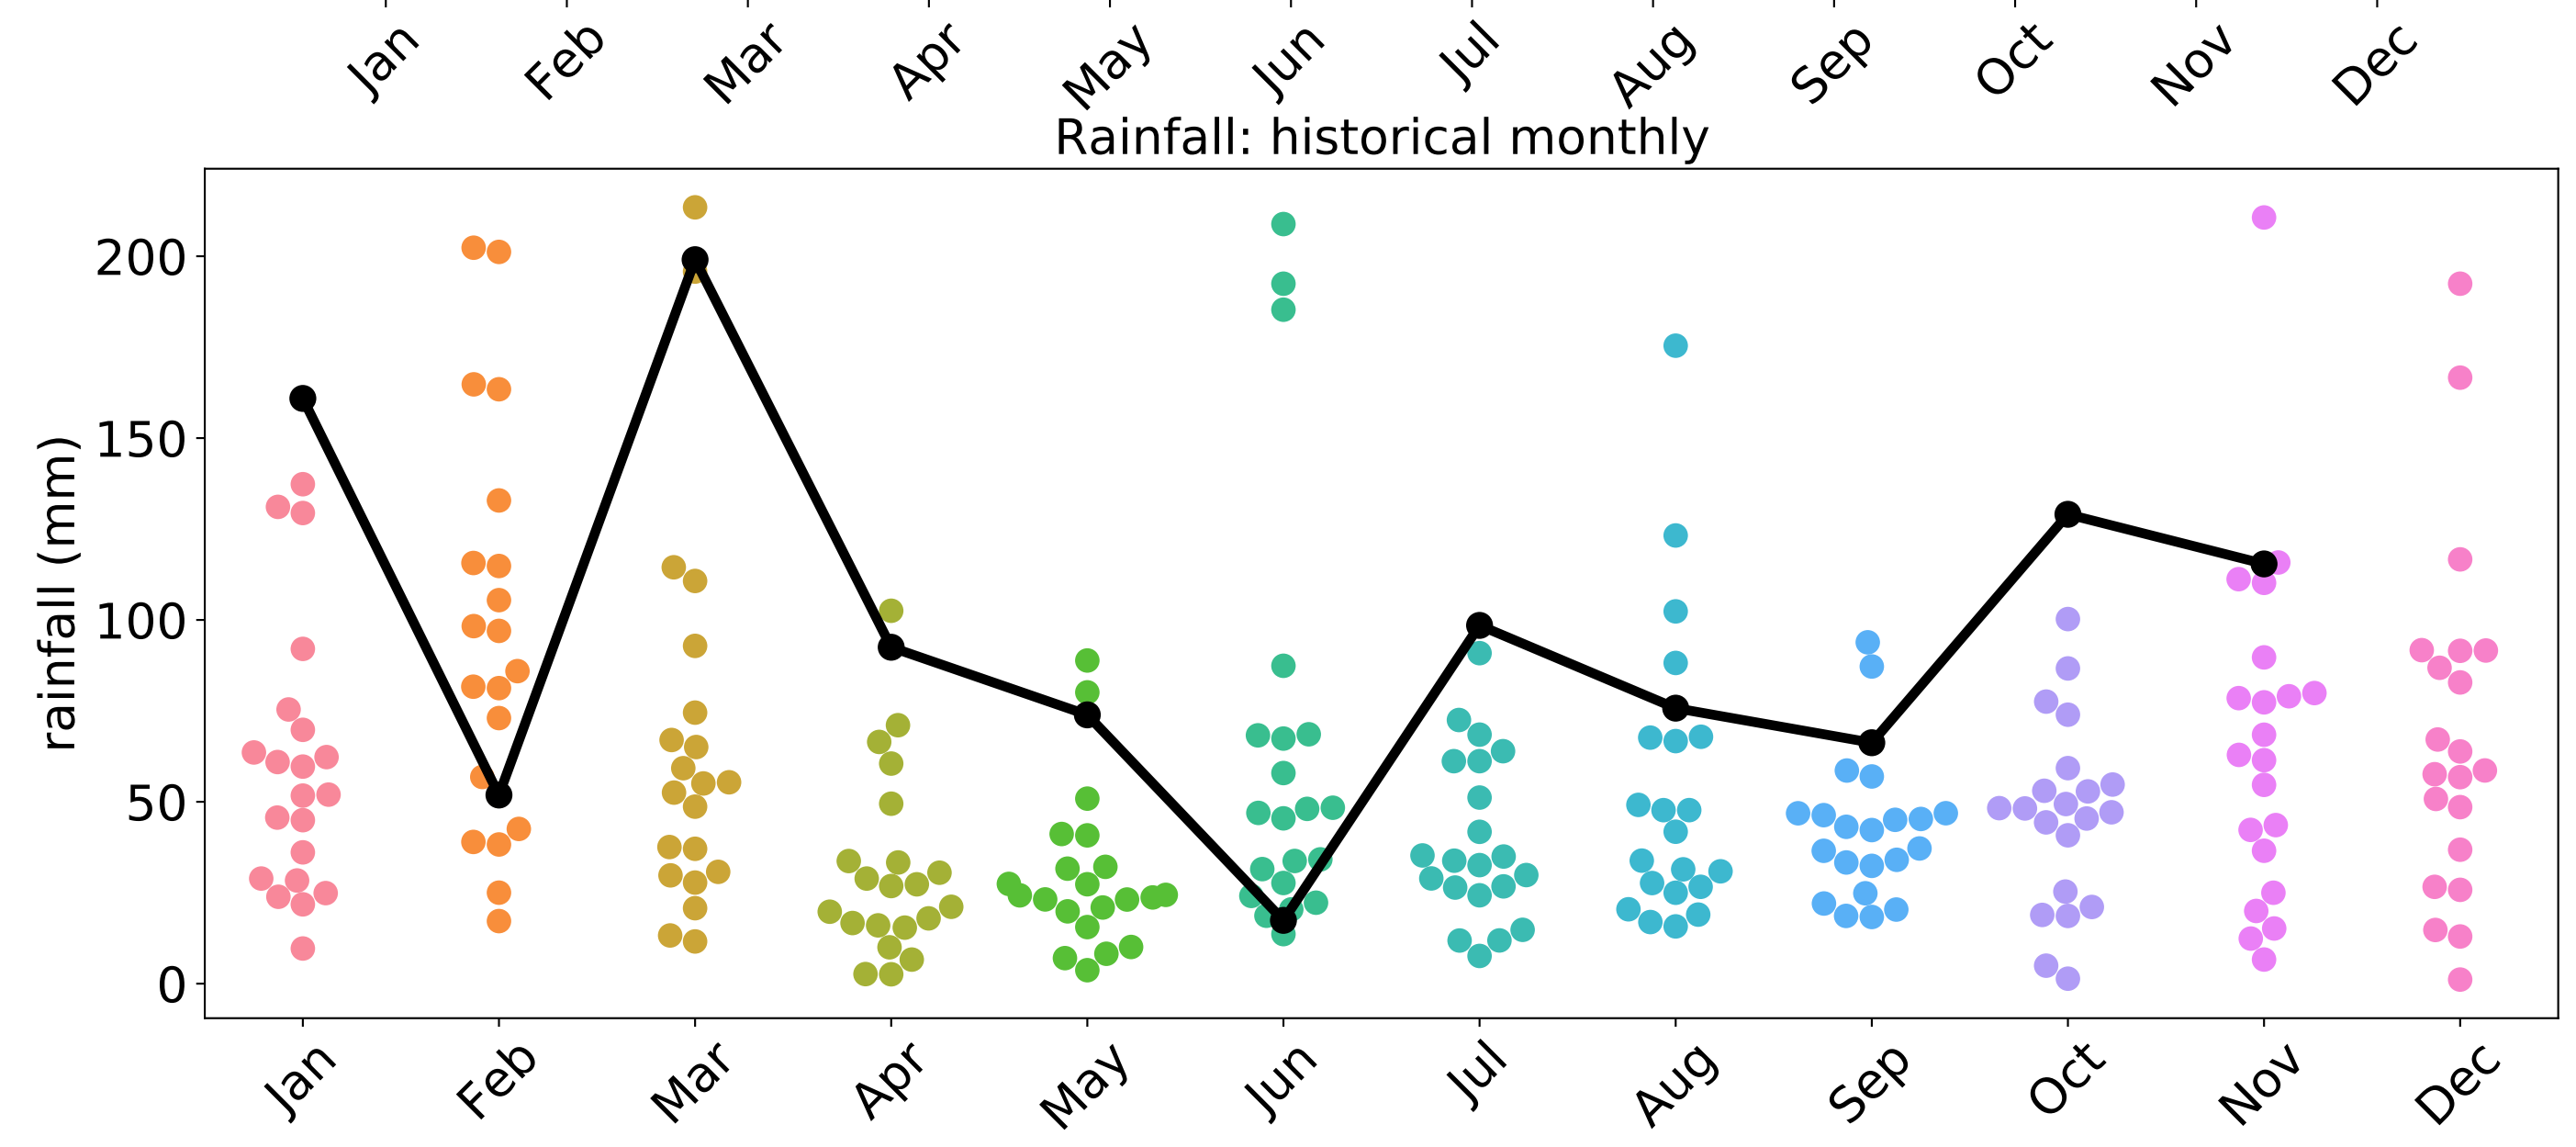 Jan Feb Mar Apr May Jun Jul Aug Sep Oct Nov Dec
Rainfall: historical monthly
rainfall (mm)
200
150
100
50
0
Jan Feb Mar Apr May Jun Jul Aug Sep Oct Nov Dec